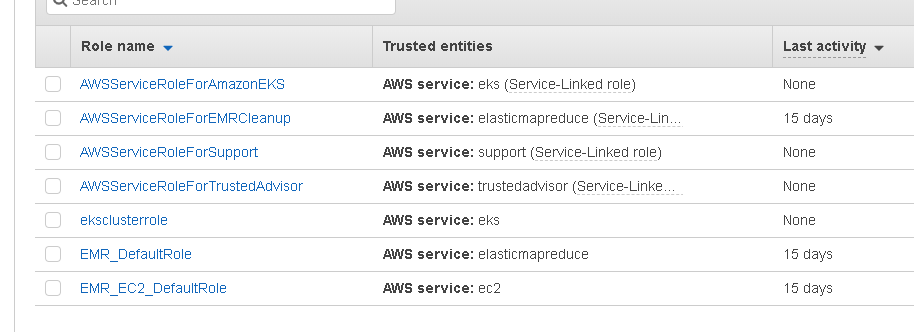 Search
Role name Trusted entities Last activity
AWSServiceRoleForAmazonEKS AWS service: eks (Service-Linked role) None
AWSServiceRoleForEMRCleanup AWS service: elasticmapreduce (Service-Lin... 15 days
AWSServiceRoleForSupport AWS service: support (Service-Linked role) None
AWSServiceRoleForTrustedAdvisor AWS service: trustedadvisor (Service-Linke... None
eksclusterrole AWS service: eks None
EMR_DefaultRole AWS service: elasticmapreduce 15 days
EMR_EC2_DefaultRole AWS service: ec2 15 days